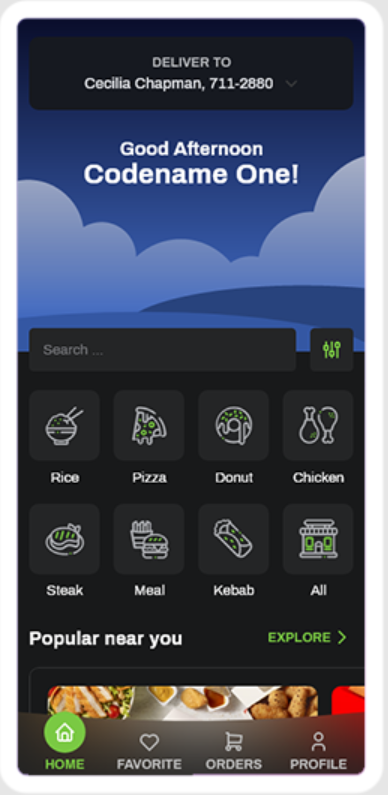 DELIVER TO
Cecilia Chapman, 711-2880
Good Afternoon
Codename One!
Search ...
Rice Pizza Donut Chicken
Steak Meal Kebab All
Popular near you EXPLORE
HOME FAVORITE ORDERS PROFILE